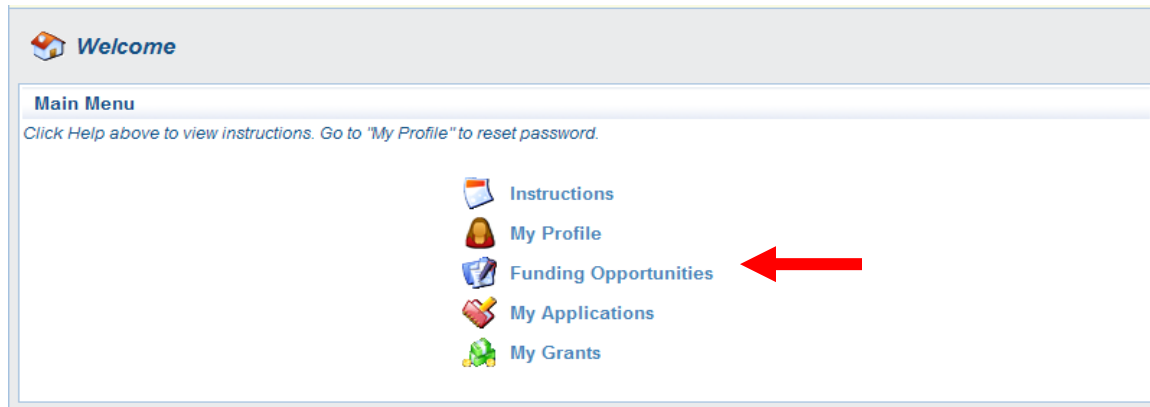 Welcome
Main Menu
Click Help above to view instructions. Go to "My Profile" to reset password.
Instructions
My Profile
Funding Opportunities
My Applications
My Grants